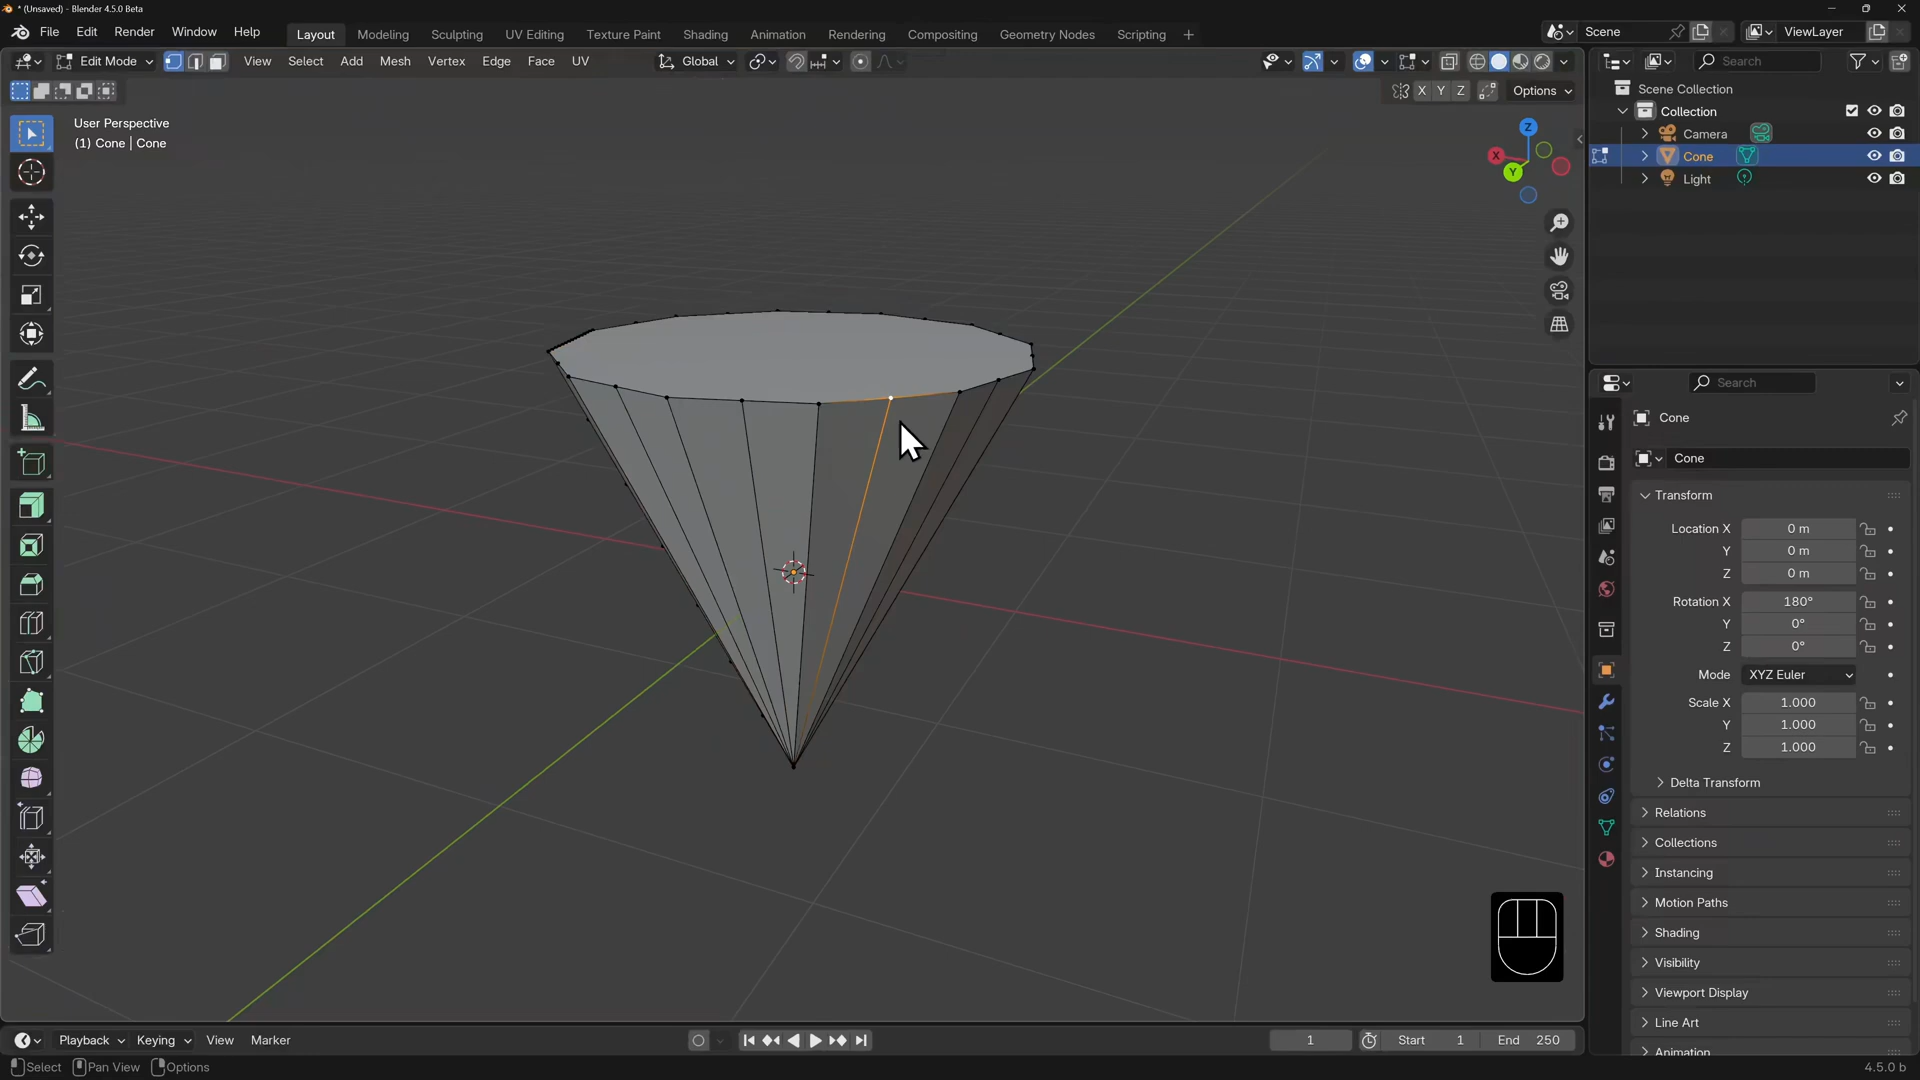 * (Unsaved) - Blender 4.5.0 Beta
File Edit Render Window Help Layout Modeling Sculpting UV Editing Texture Paint Shading Animation Rendering Compositing Geometry Nodes Scripting + Scene ViewLayer
Edit Mode View Select Add Mesh Vertex Edge Face UV Global Search
X Y Z Options
Scene Collection
Collection
Camera
Cone
Light
User Perspective
(1) Cone | Cone
Z
X
Y
Search
Cone
Cone
Transform
Location X 0 m
Y 0 m
Z 0 m
Rotation X 180°
Y 0°
Z 0°
Mode XYZ Euler
Scale X 1.000
Y 1.000
Z 1.000
Delta Transform
Relations
Collections
Instancing
Motion Paths
Shading
Visibility
Viewport Display
Line Art
Animation
Playback Keying View Marker 1 Start 1 End 250
Select Pan View Options 4.5.0 b